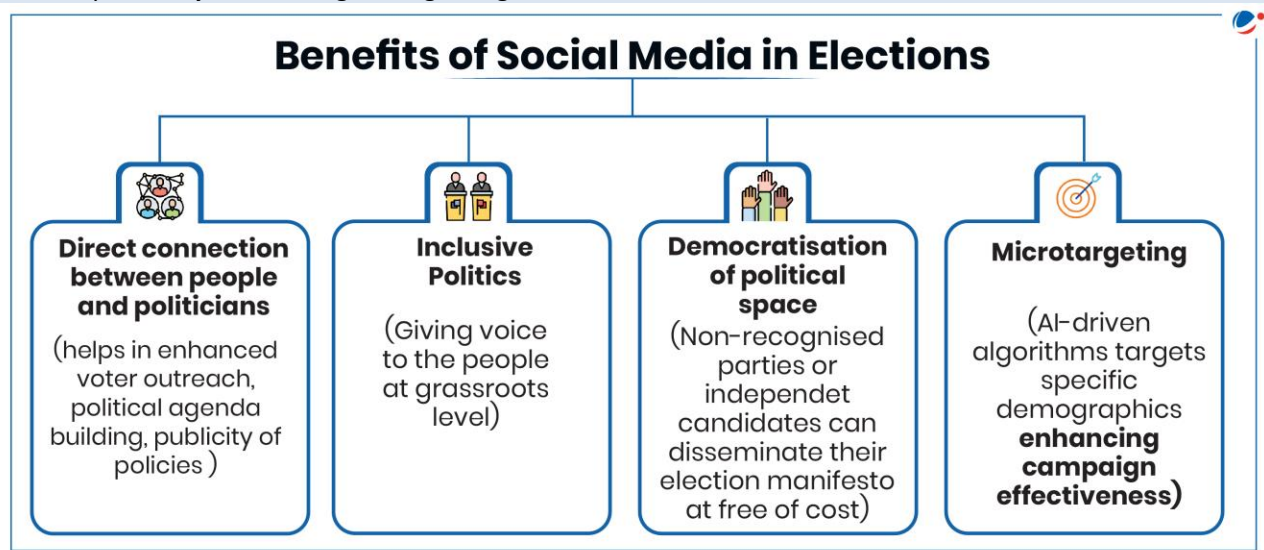 Benefits of Social Media in Elections
Direct connection
between people
and politicians
(helps in enhanced
voter outreach,
political agenda
building, publicity of
policies )
Inclusive
Politics
(Giving voice
to the people
at grassroots
level)
Democratisation
of political
space
(Non-recognised
parties or
independet
candidates can
disseminate their
election manifesto
at free of cost)
Microtargeting
(AI-driven
algorithms targets
specific
demographics
enhancing
campaign
effectiveness)